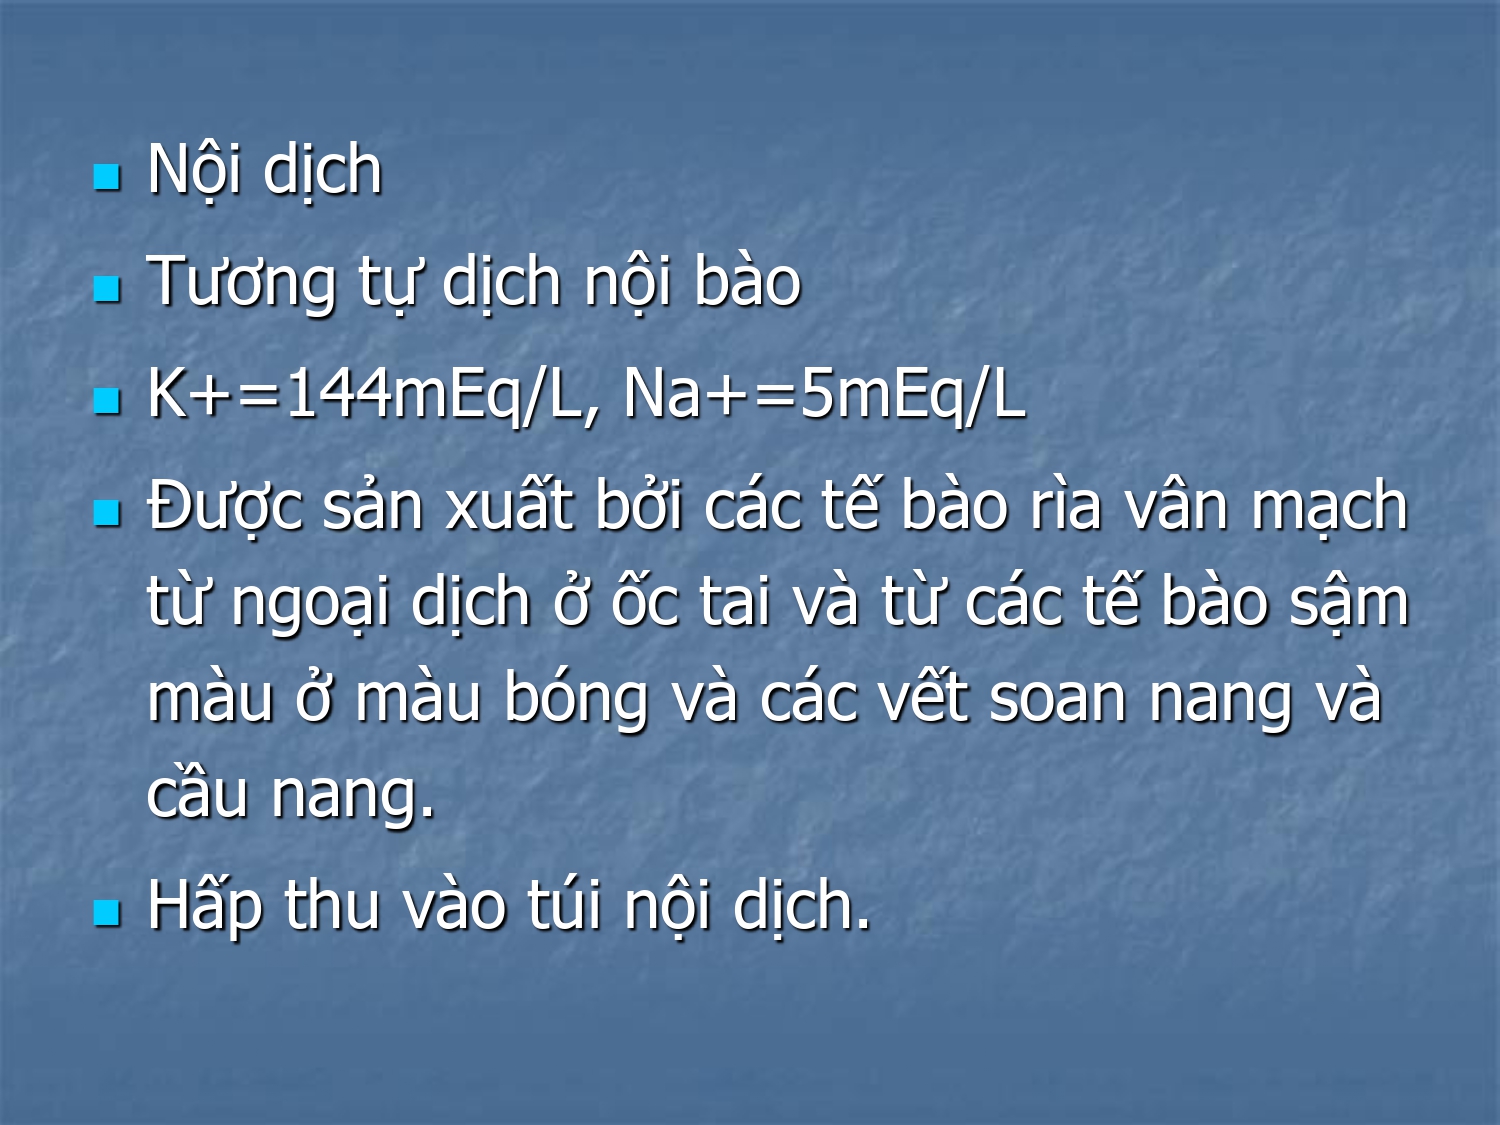 Nội dịch
Tương tự dịch nội bào
K+=144mEq/L, Na+=5mEq/L
Được sản xuất bởi các tế bào rìa vân mạch
từ ngoại dịch ở ốc tai và từ các tế bào sậm
màu ở màu bóng và các vết soan nang và
cầu nang.
Hấp thu vào túi nội dịch.